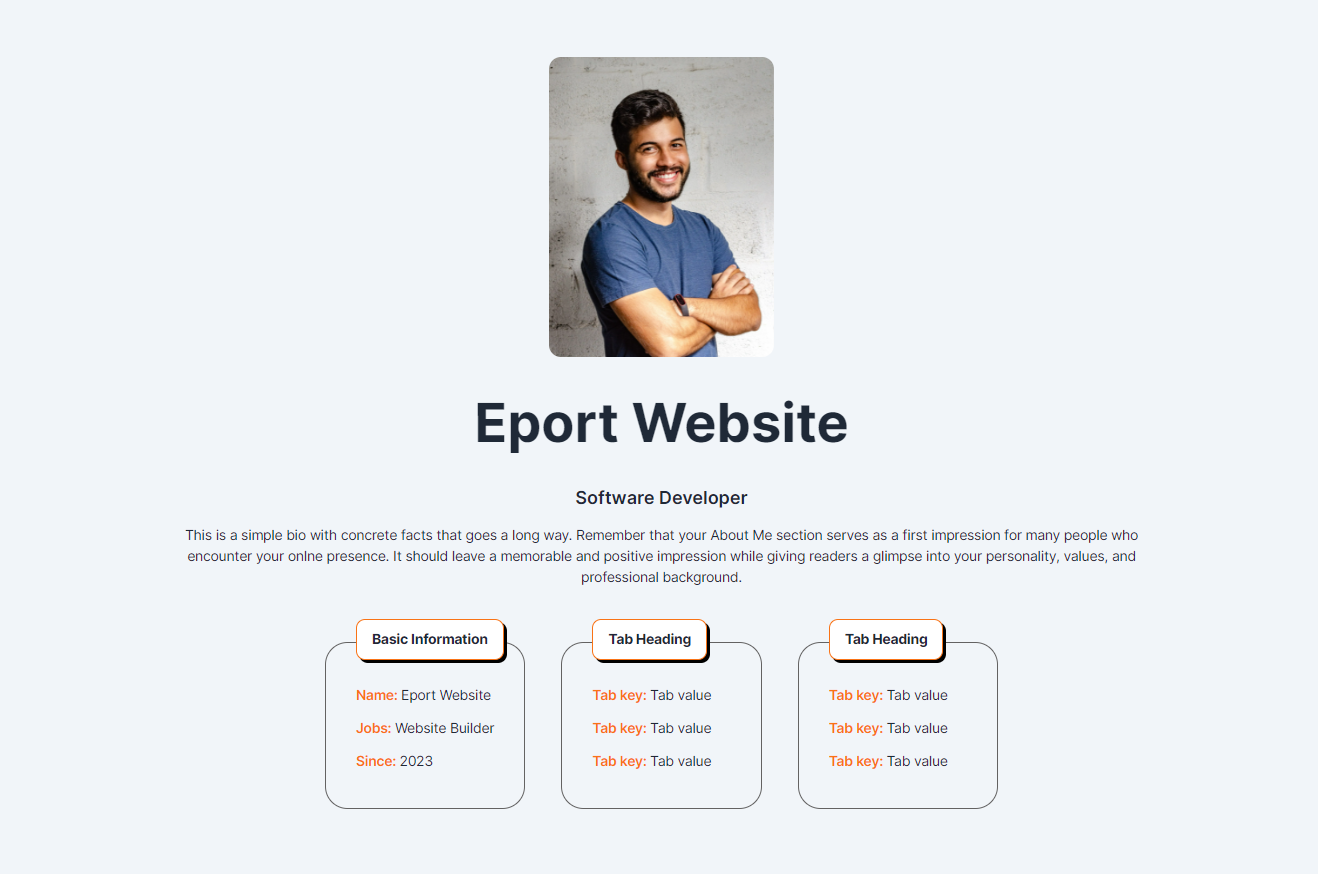 Eport Website
Software Developer
This is a simple bio with concrete facts that goes a long way. Remember that your About Me section serves as a first impression for many people who
encounter your onlne presence. It should leave a memorable and positive impression while giving readers a glimpse into your personality, values, and
professional background.
Basic Information
Name: Eport Website
Jobs: Website Builder
Since: 2023
Tab Heading
Tab key: Tab value
Tab key: Tab value
Tab key: Tab value
Tab Heading
Tab key: Tab value
Tab key: Tab value
Tab key: Tab value